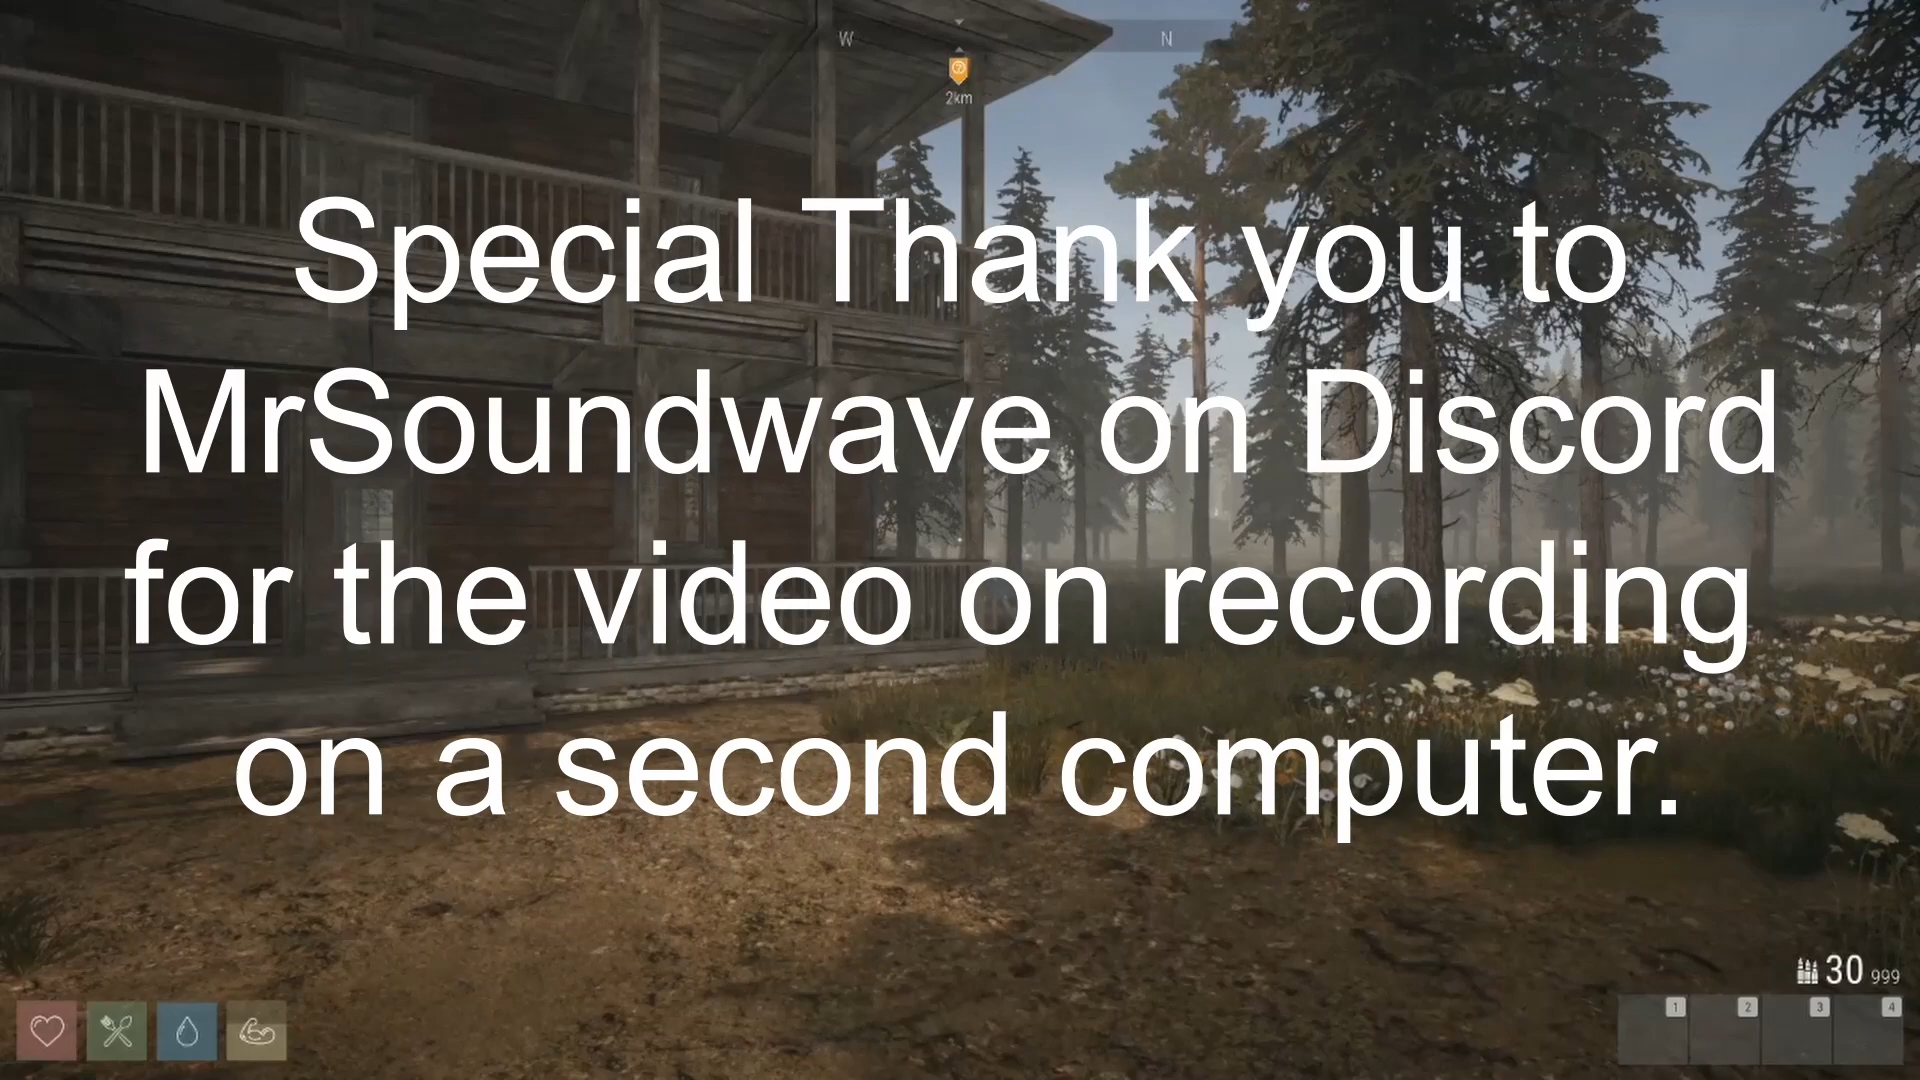 W N
2km
Special Thank you to
MrSoundwave on Discord
for the video on recording
on a second computer.
30 999
1 2 3 4